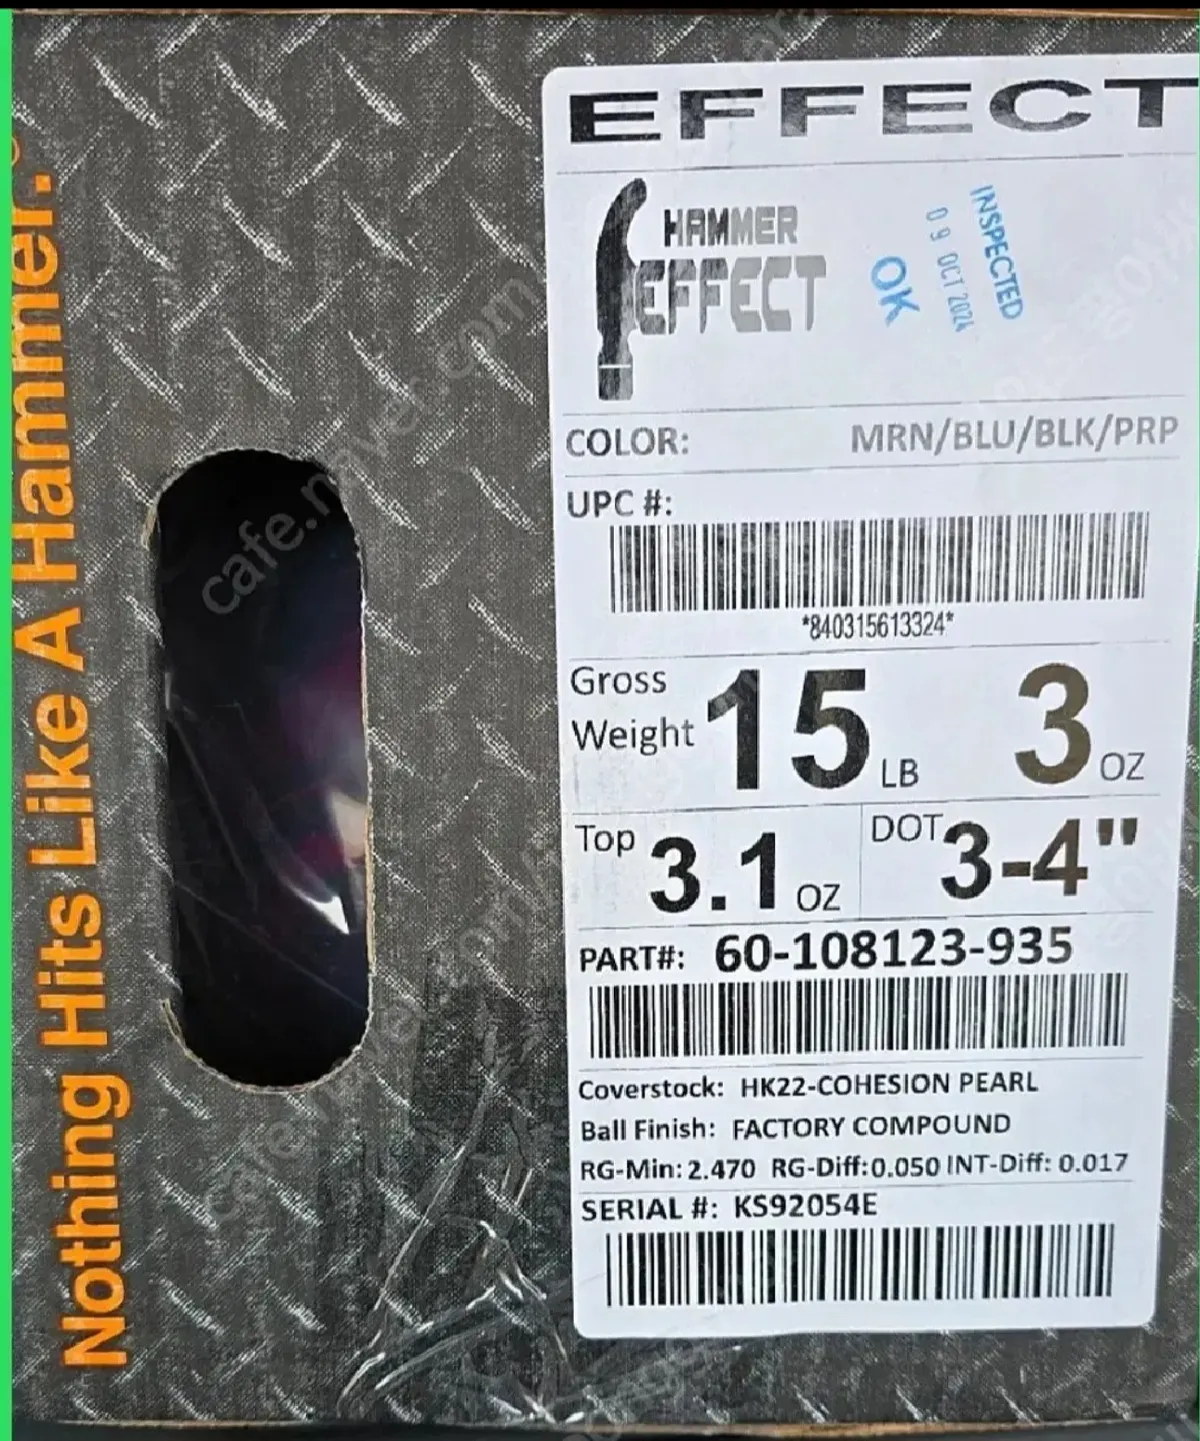 Nothing Hits Like A Hammer.
EFFECT
HAMMER
EFFECT
OK
INSPECTED
09 OCT 2024
COLOR: MRN/BLU/BLK/PRP
UPC #:
*840315613324*
Gross Weight 15 LB 3 OZ
Top 3.1 OZ
DOT 3-4"
PART#: 60-108123-935
Coverstock: HK22-COHESION PEARL
Ball Finish: FACTORY COMPOUND
RG-Min: 2.470 RG-Diff:0.050 INT-Diff: 0.017
SERIAL #: KS92054E
cafe.naver.com